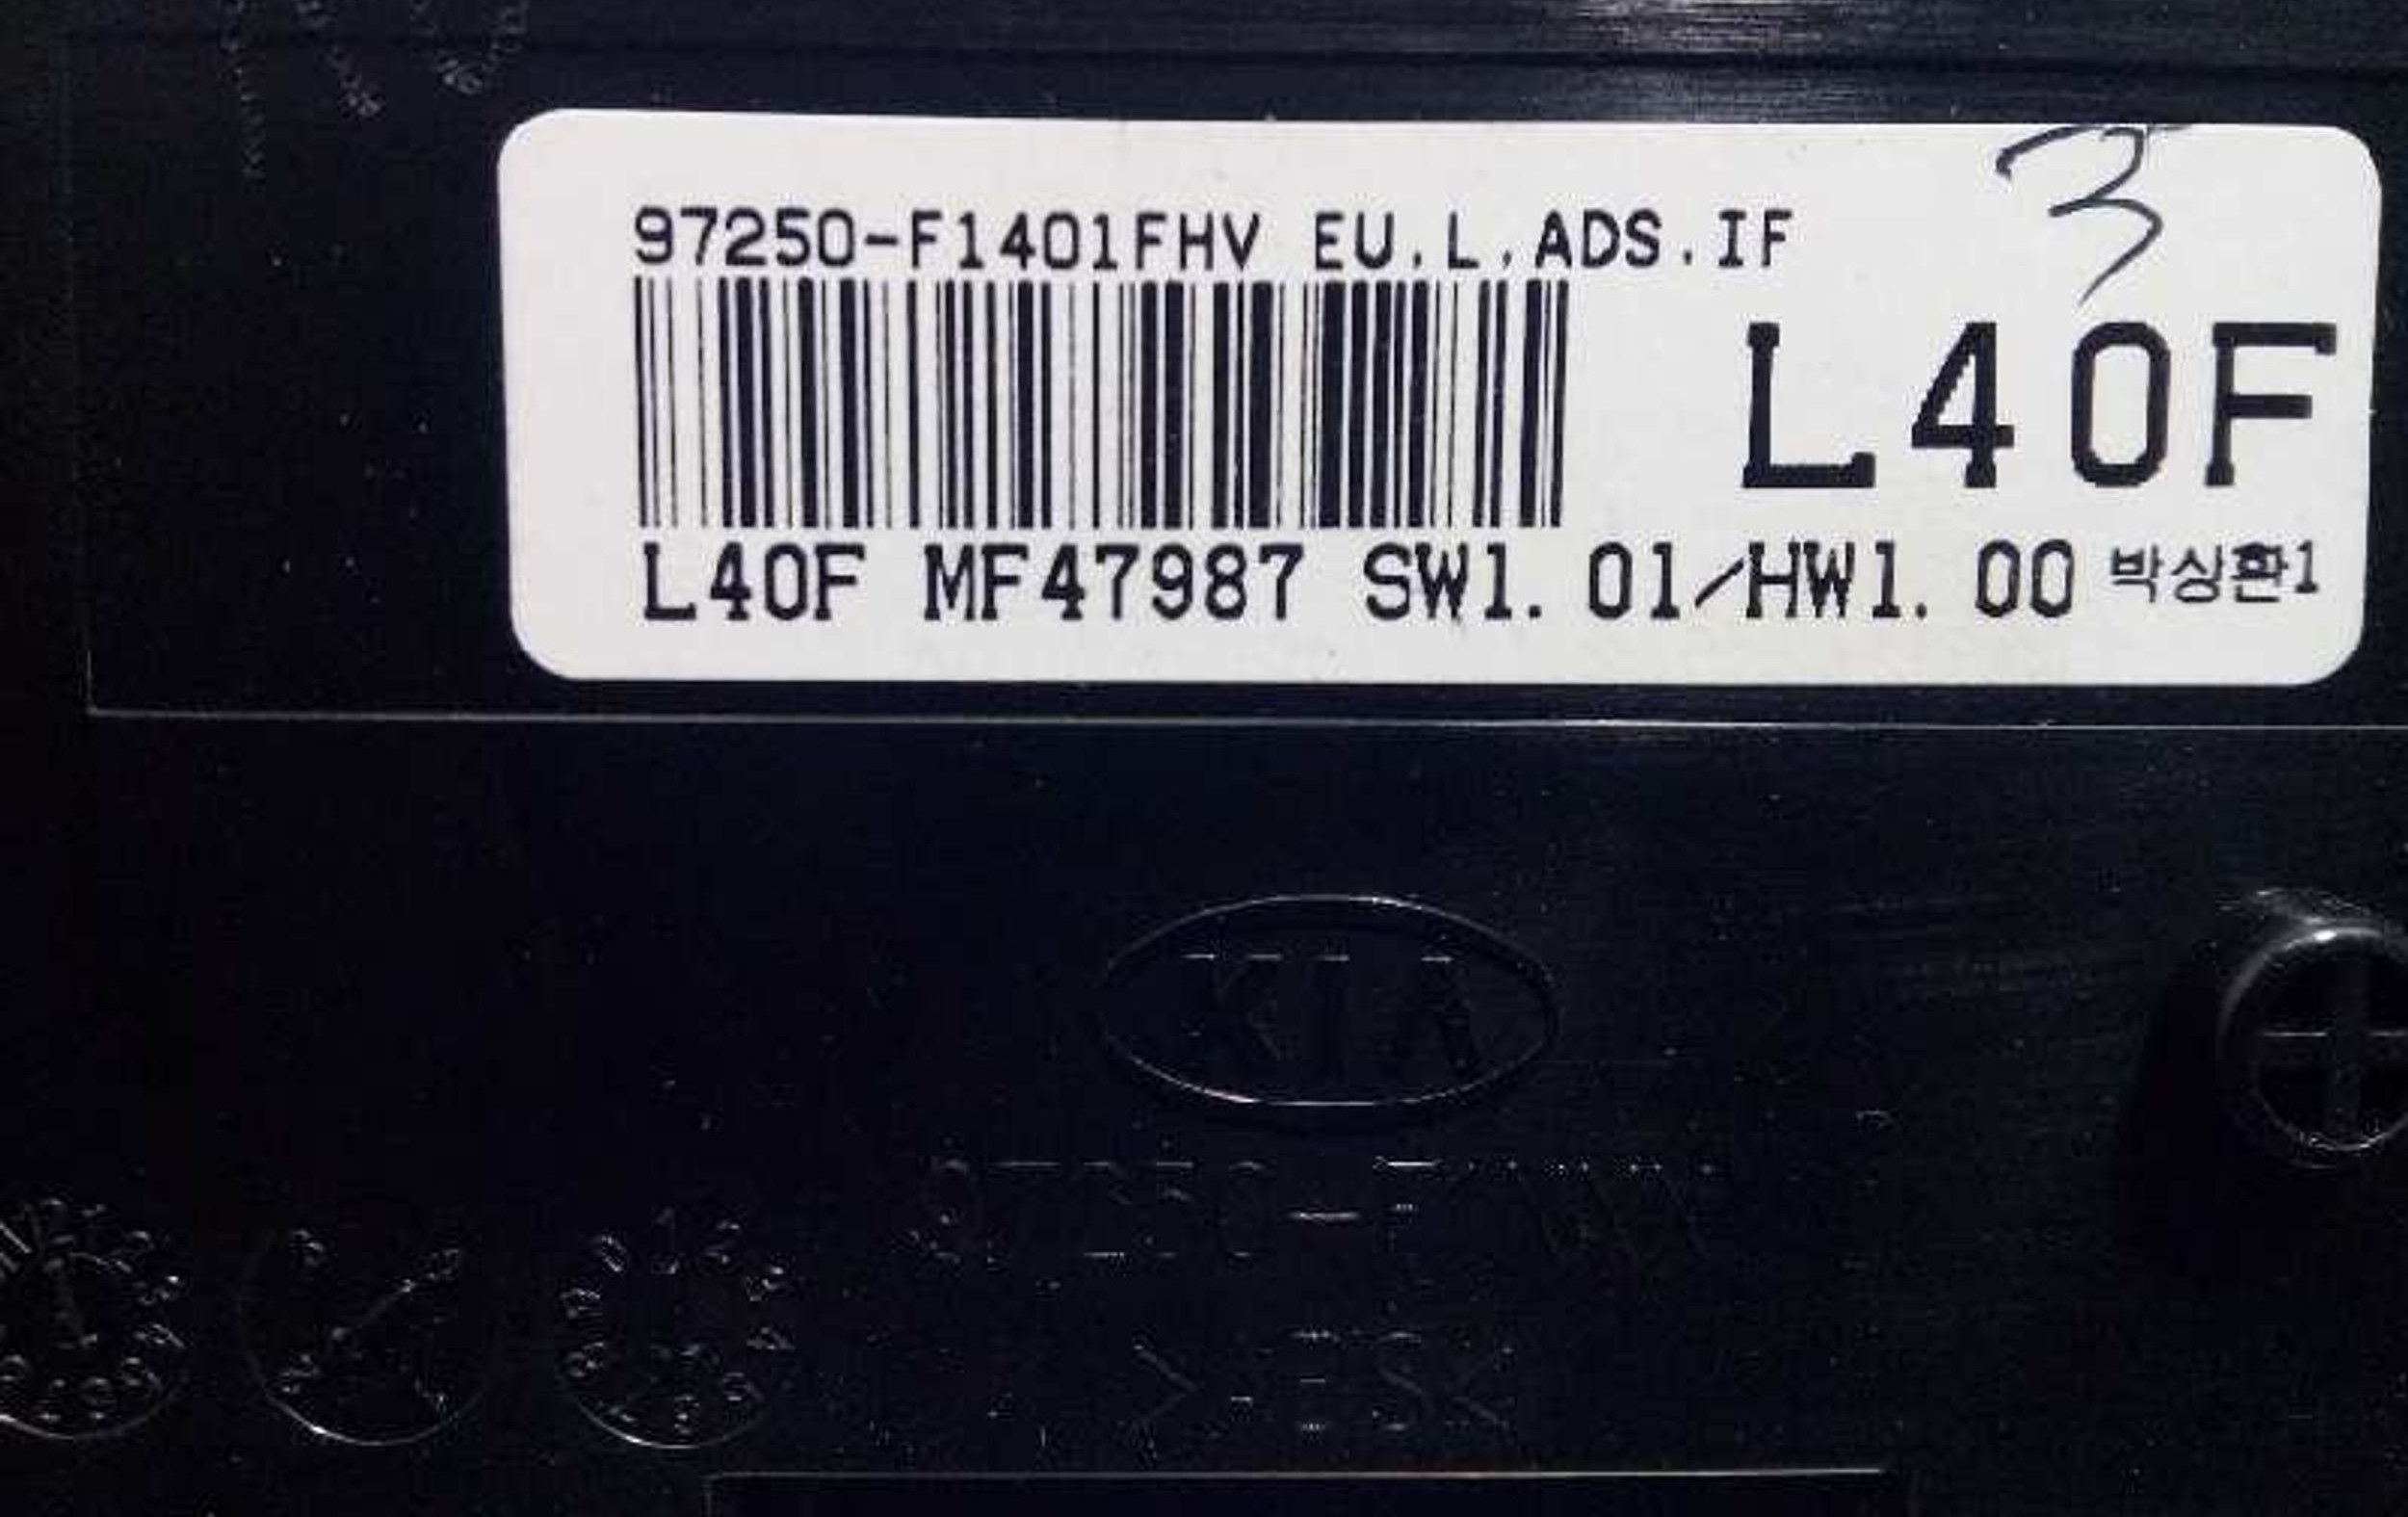 3
97250-F1401FHV EU.L.ADS.IF
L40F
L40F MF47987 SW1.01/HW1.00 박상환1
KIA